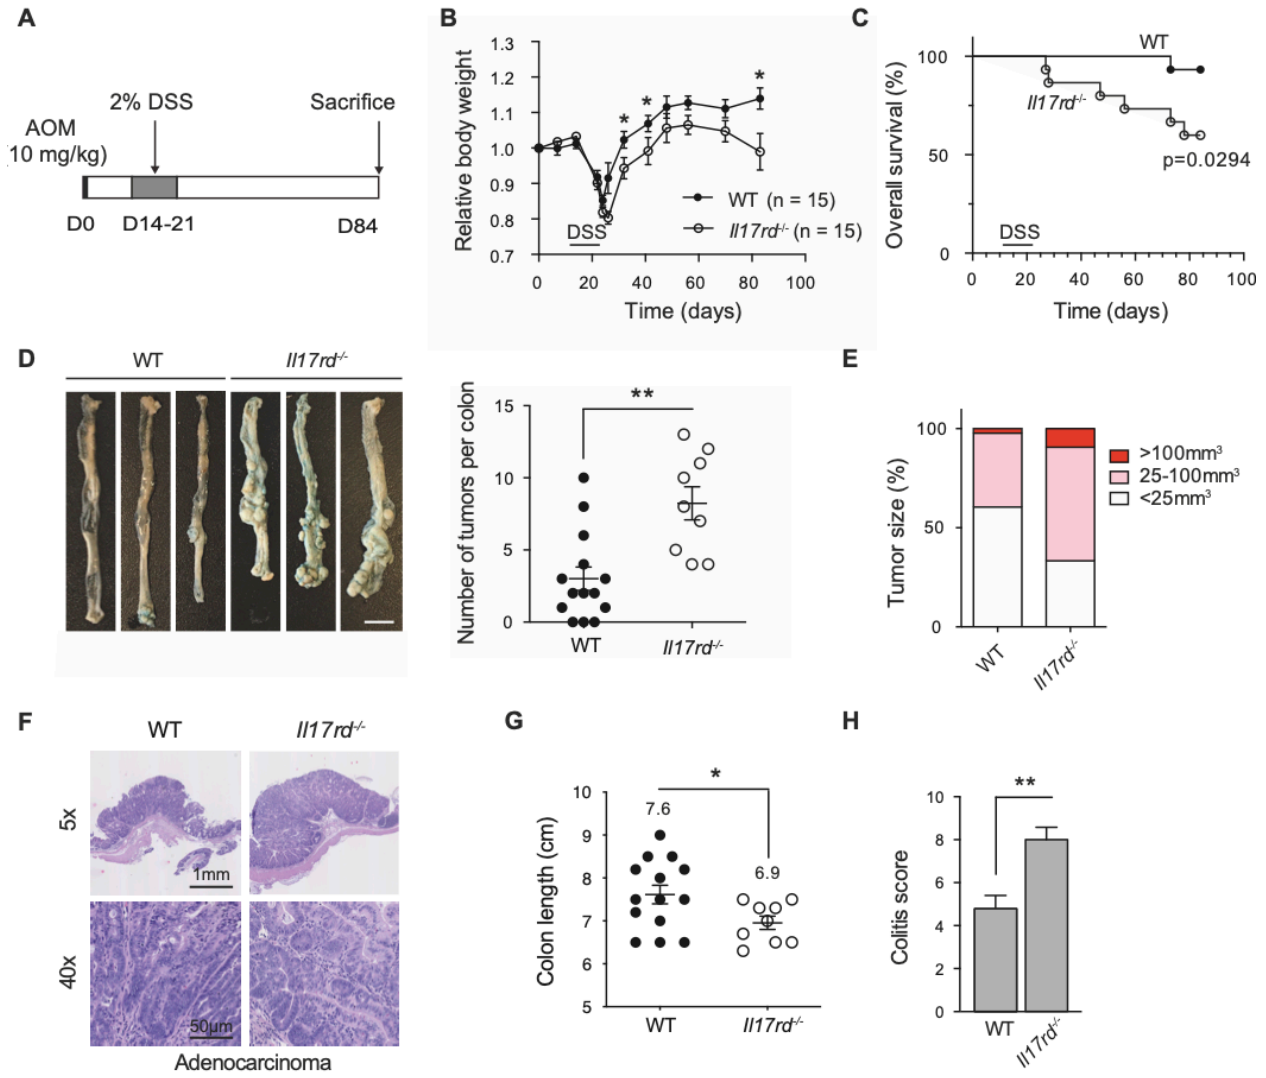 A
2% DSS
Sacrifice
AOM
10 mg/kg)
D0
D14-21
D84
B
Relative body weight
1.3
1.2
1.1
1.0
0.9
0.8
0.7
*
*
*
WT (n = 15)
Il17rd-/- (n = 15)
DSS
0 20 40 60 80 100
Time (days)
C
Overall survival (%)
100
50
0
WT
Il17rd-/-
p=0.0294
DSS
0 20 40 60 80 100
Time (days)
D
WT
Il17rd-/-
Number of tumors per colon
15
10
5
0
**
WT
Il17rd-/-
E
Tumor size (%)
100
50
0
>100mm3
25-100mm3
<25mm3
WT
Il17rd-/-
F
WT
Il17rd-/-
5x
1mm
40x
50µm
Adenocarcinoma
G
Colon length (cm)
10
9
8
7
6
5
*
7.6
6.9
WT
Il17rd-/-
H
Colitis score
10
8
6
4
2
0
**
WT
Il17rd-/-